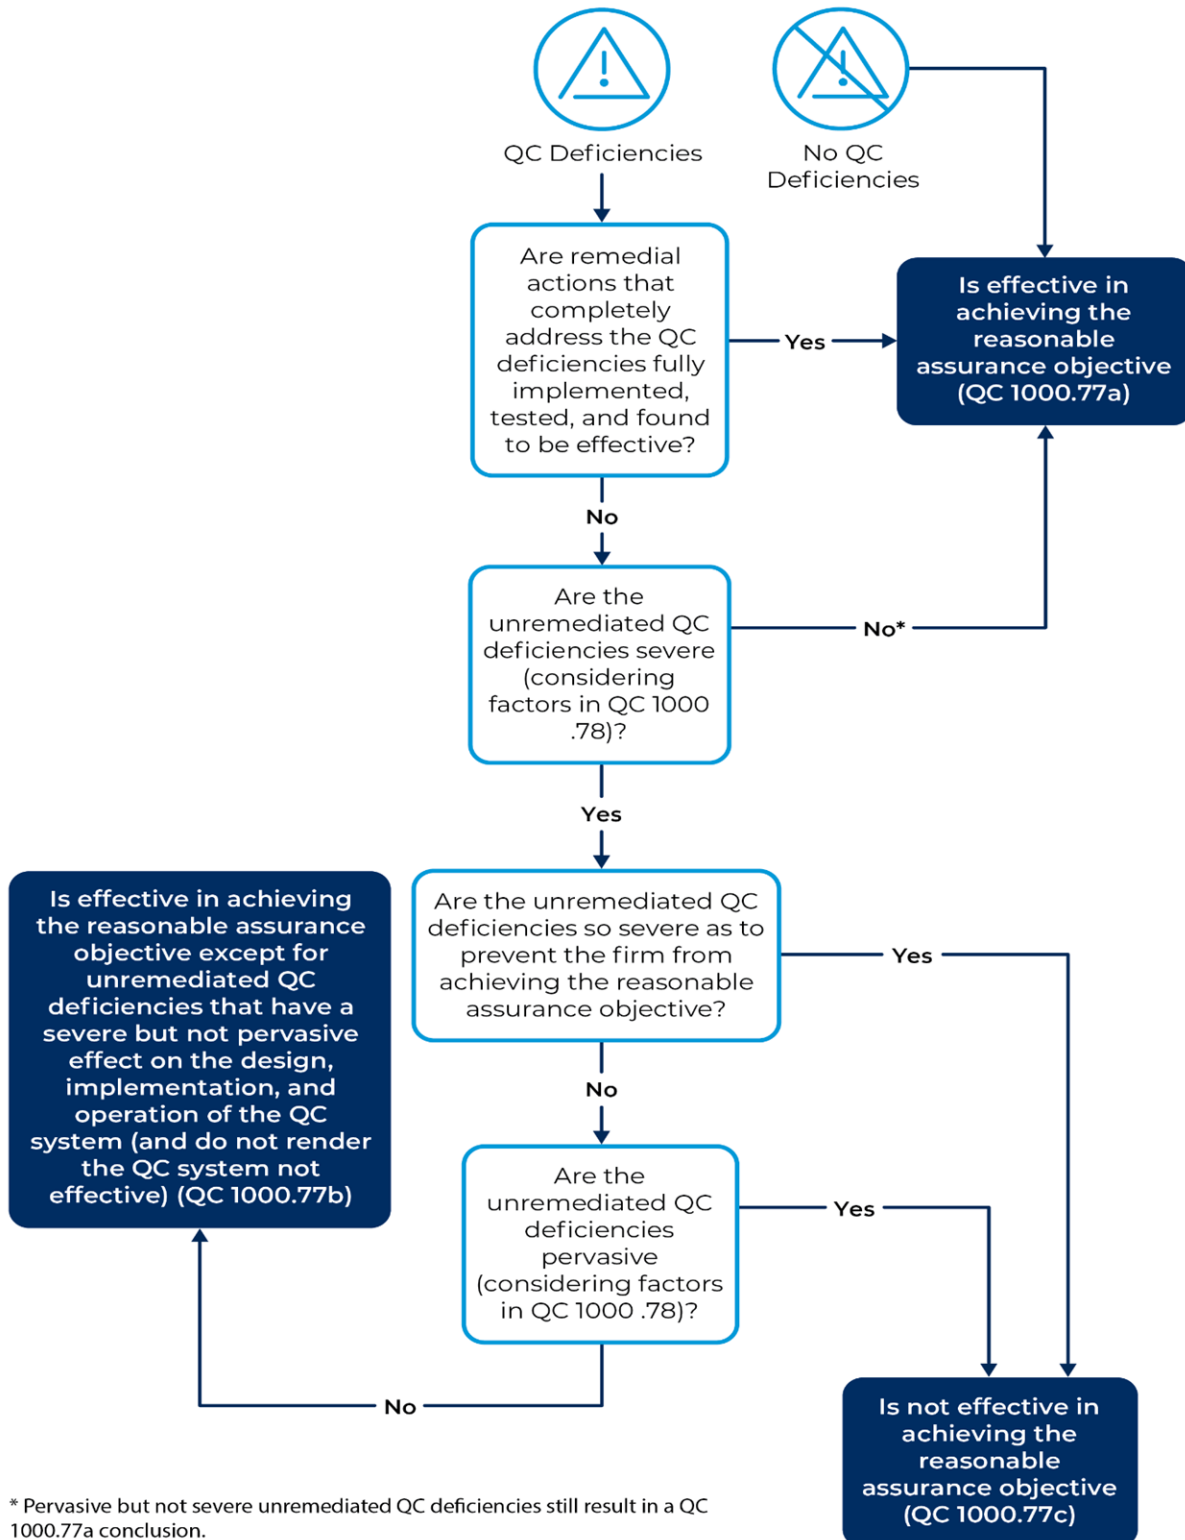 QC Deficiencies
No QC
Deficiencies
Are remedial
actions that
completely
address the QC
deficiencies fully
implemented,
tested, and found
to be effective?
Yes
Is effective in
achieving the
reasonable
assurance objective
(QC 1000.77a)
No
Are the
unremediated QC
deficiencies severe
(considering
factors in QC 1000
.78)?
No*
Yes
Is effective in achieving
the reasonable assurance
objective except for
unremediated QC
deficiencies that have a
severe but not pervasive
effect on the design,
implementation, and
operation of the QC
system (and do not render
the QC system not
effective) (QC 1000.77b)
Are the unremediated QC
deficiencies so severe as to
prevent the firm from
achieving the reasonable
assurance objective?
Yes
No
Are the
unremediated QC
deficiencies
pervasive
(considering factors
in QC 1000 .78)?
Yes
No
Is not effective in
achieving the
reasonable
assurance objective
(QC 1000.77c)
* Pervasive but not severe unremediated QC deficiencies still result in a QC
1000.77a conclusion.